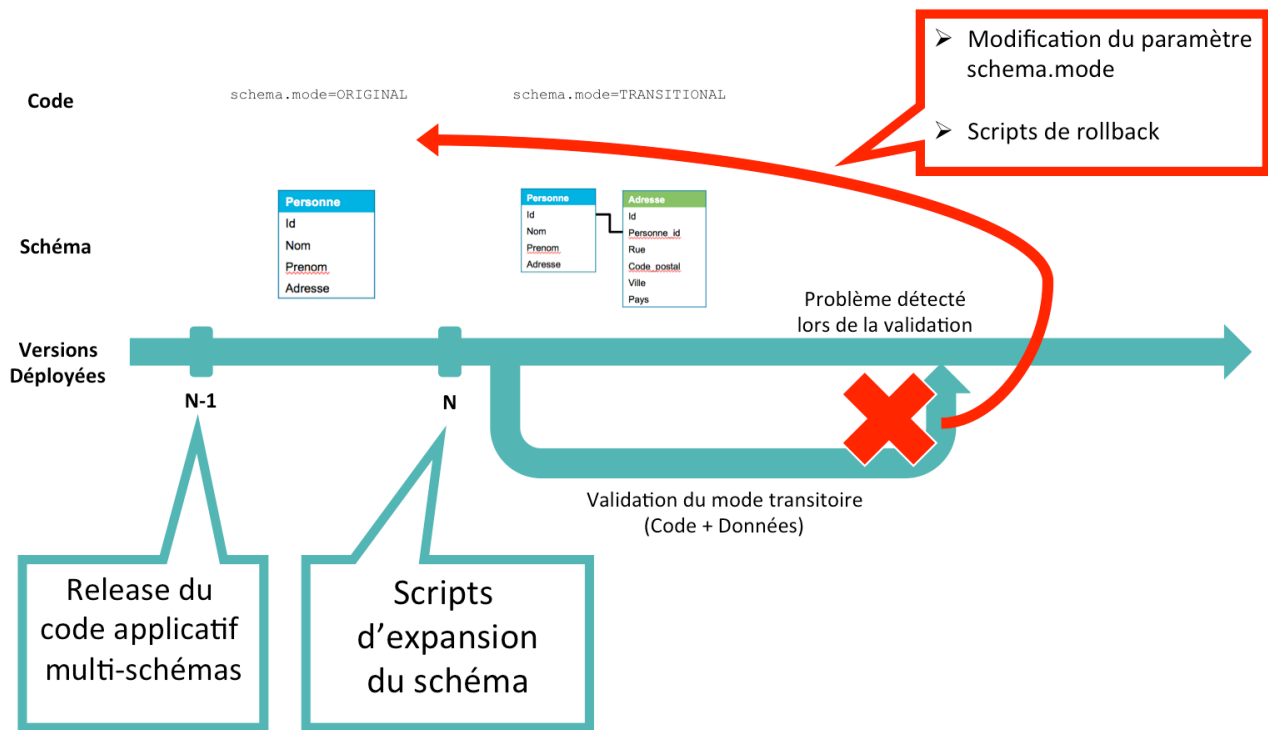 ➢ Modification du paramètre
schema.mode
➢ Scripts de rollback
Code
schema.mode=ORIGINAL
schema.mode=TRANSITIONAL
Schéma
Personne
Id
Nom
Prenom
Adresse
Personne
Id
Nom
Prenom
Adresse
Adresse
Id
Personne_id
Rue
Code_postal
Ville
Pays
Problème détecté
lors de la validation
Versions
Déployées
N-1
N
Validation du mode transitoire
(Code + Données)
Release du
code applicatif
multi-schémas
Scripts
d’expansion
du schéma